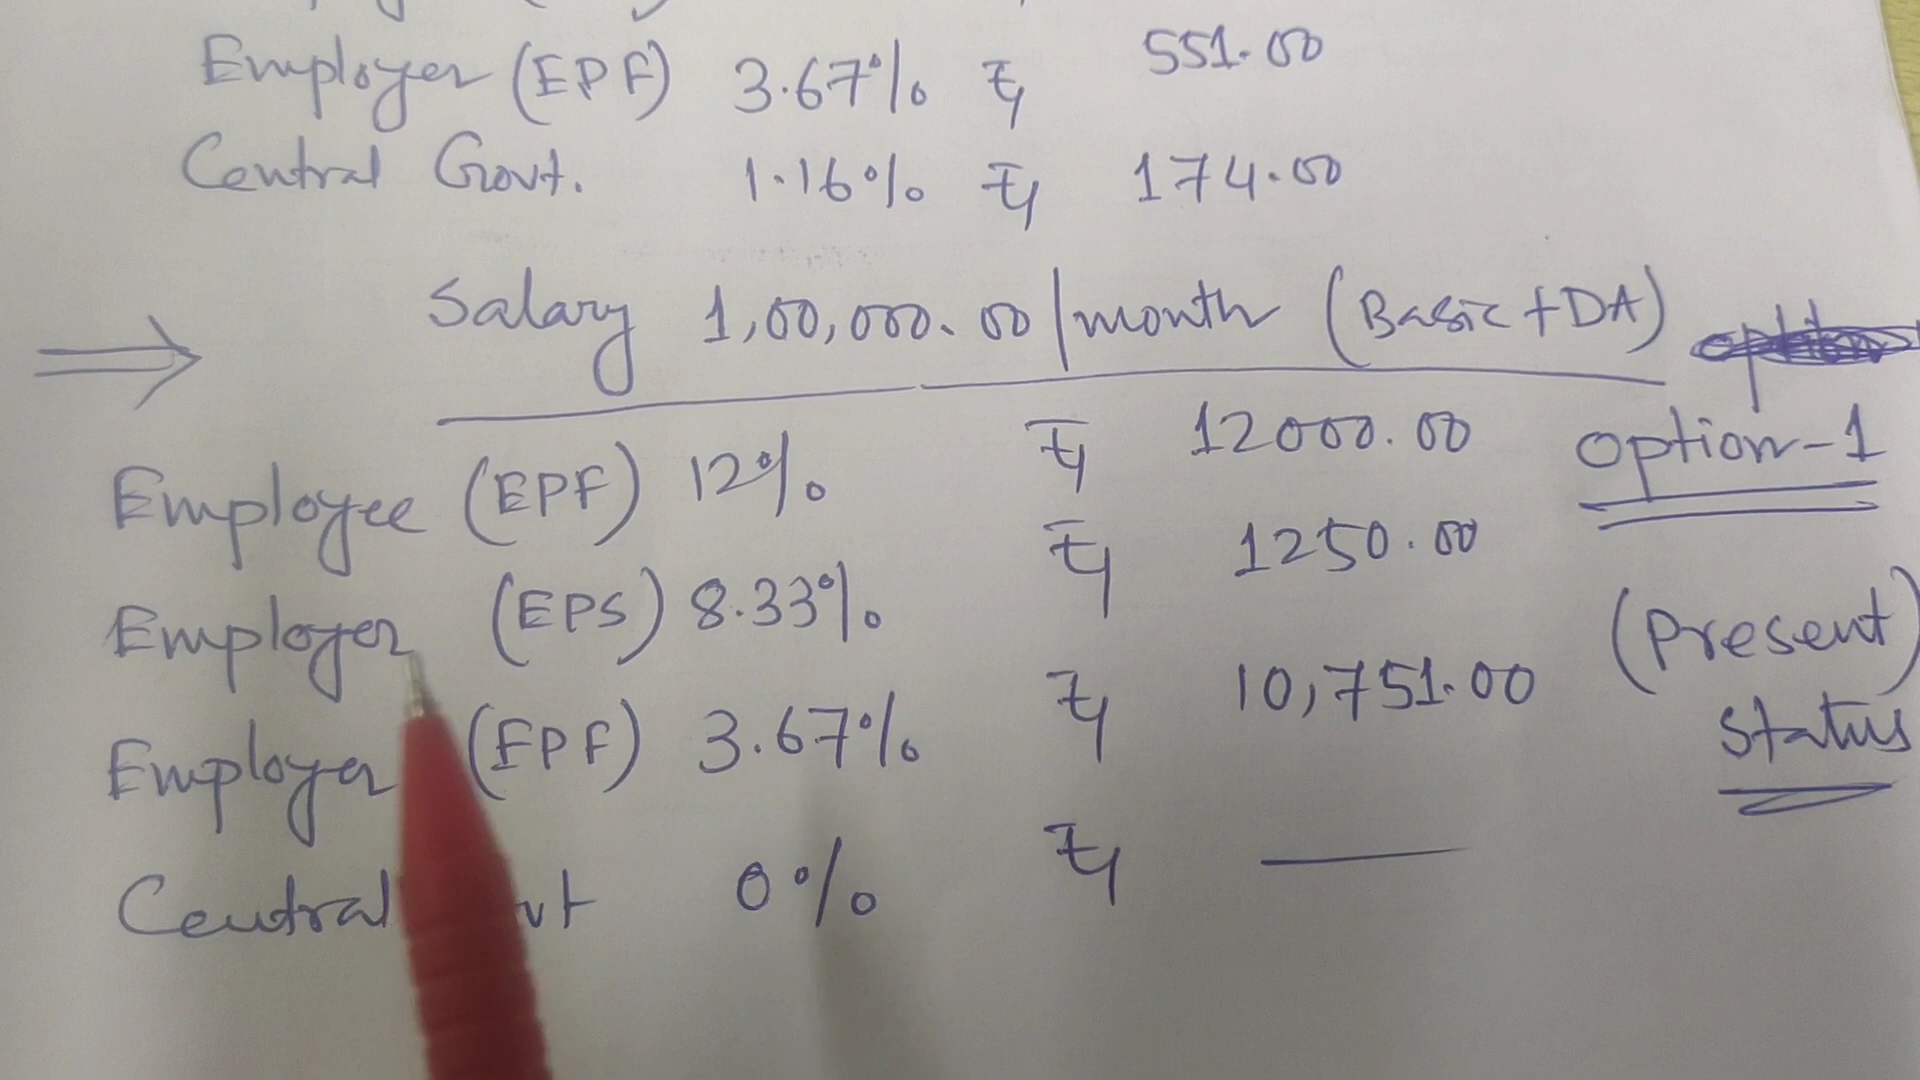 Employer (EPF) 3.67% ₹ 551.00
Central Govt. 1.16% ₹ 174.00
Salary 1,00,000.00/month (Basic+DA)
Employee (EPF) 12% ₹ 12000.00 option-1
Employer (EPS) 8.33% ₹ 1250.00
Employer (EPF) 3.67% ₹ 10,751.00 (Present)
Status
Central vt 0% ₹ —